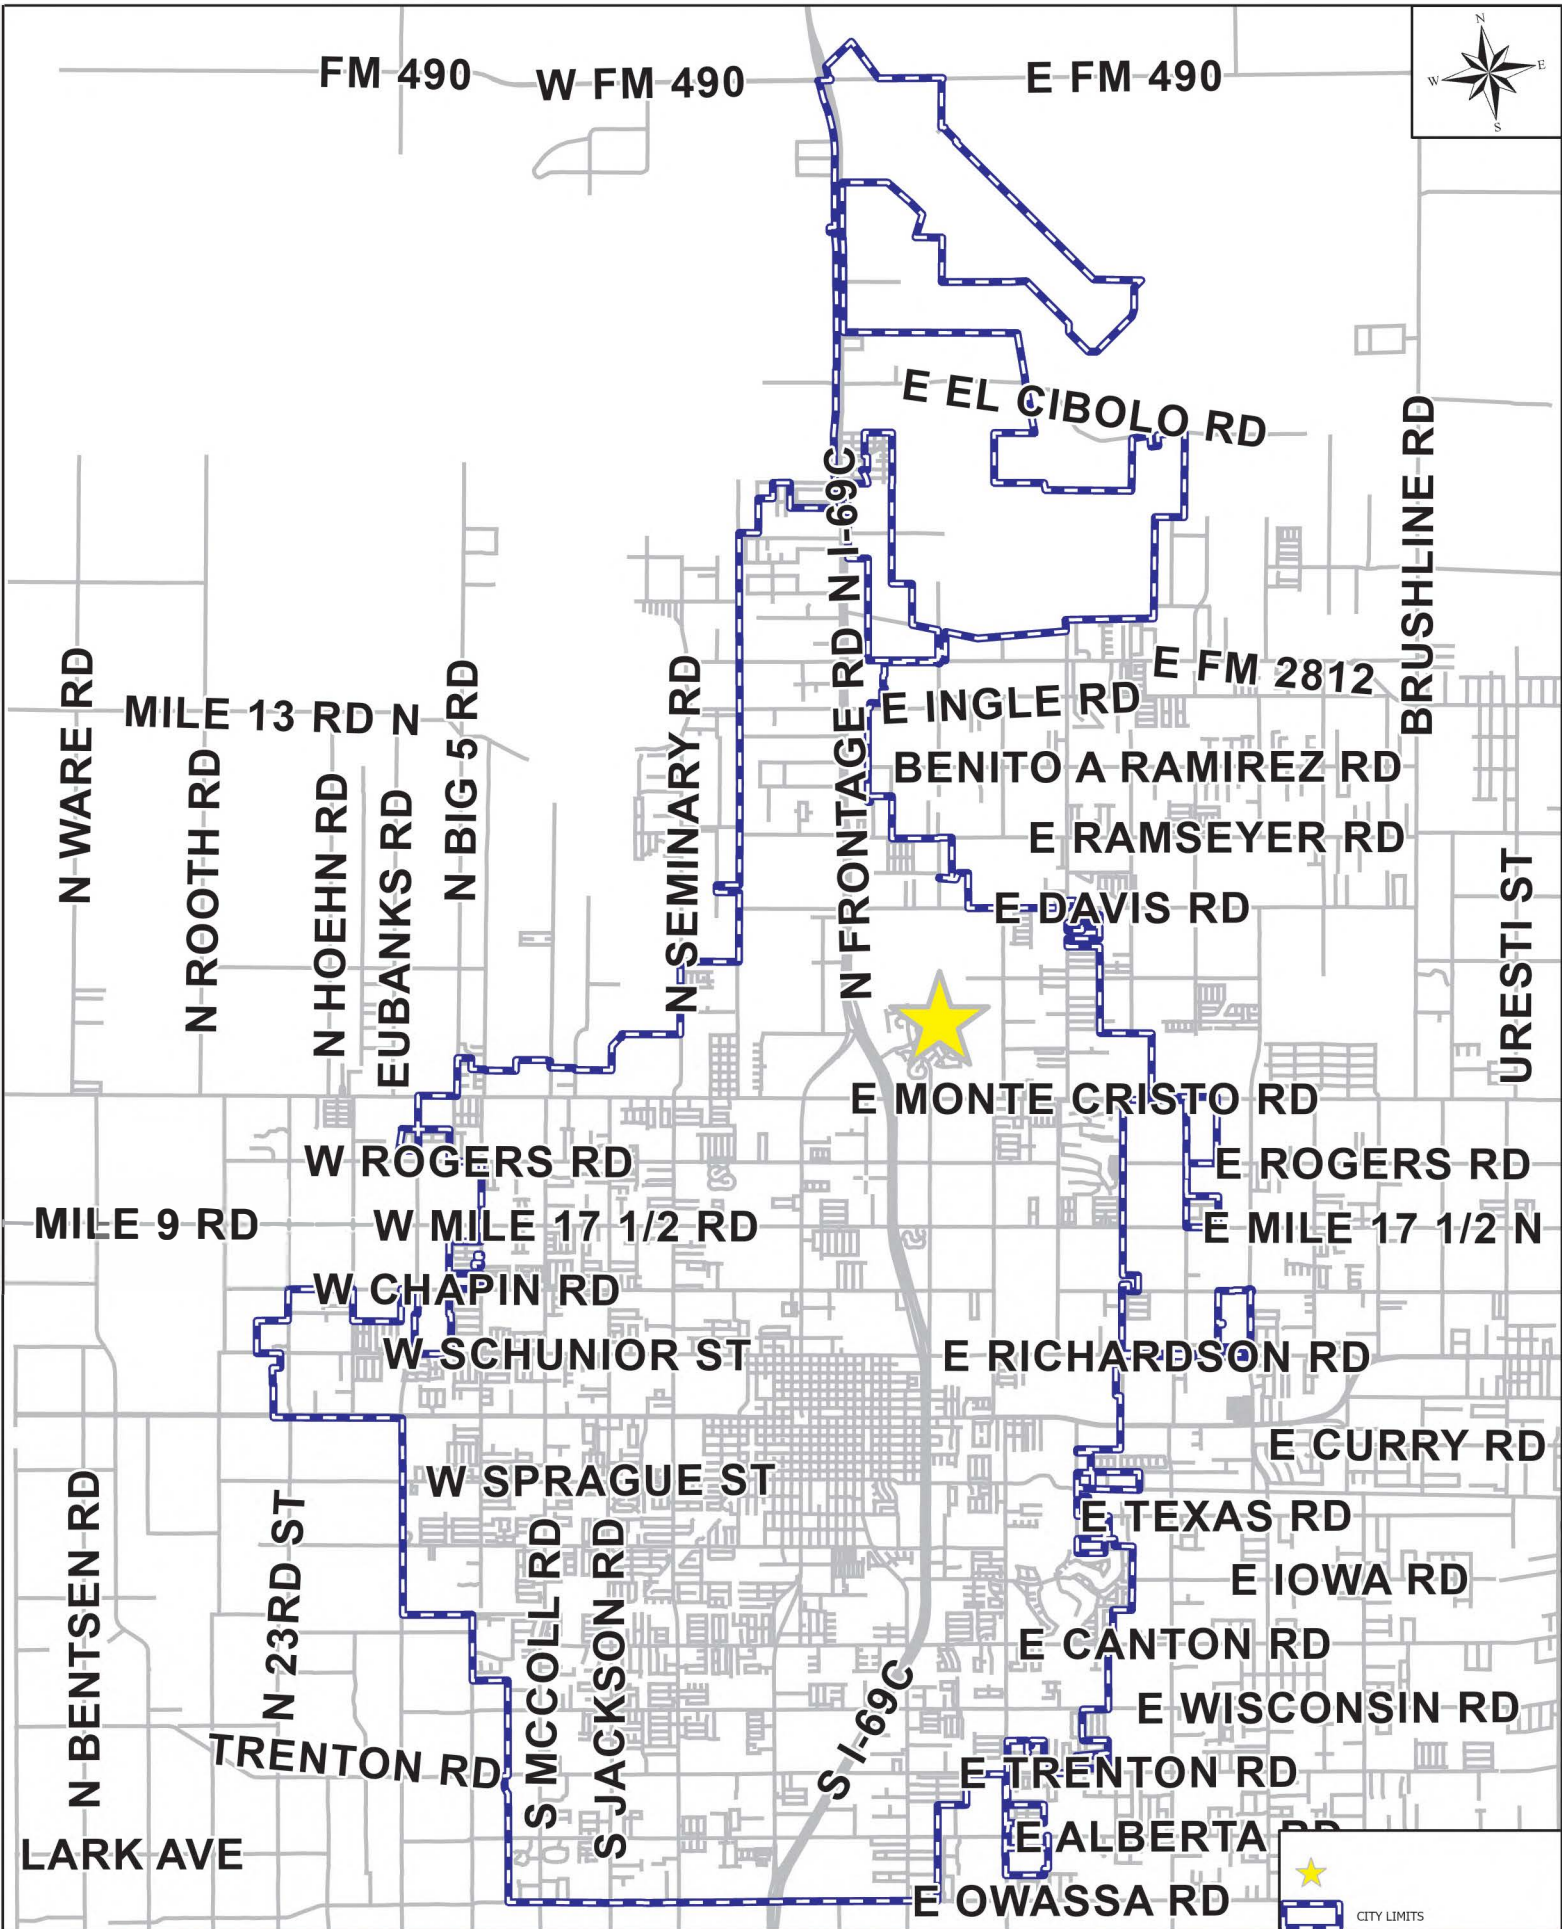 N
W E
S
FM 490
W FM 490
E FM 490
E EL CIBOLO RD
N I-69C
BRUSHLINE RD
N WARE RD
MILE 13 RD N
N BIG 5 RD
N SEMINARY RD
N FRONTAGE RD
E FM 2812
E INGLE RD
BENITO A RAMIREZ RD
E RAMSEYER RD
N ROOTH RD
N HOEHN RD
EUBANKS RD
E DAVIS RD
URESTI ST
E MONTE CRISTO RD
W ROGERS RD
E ROGERS RD
MILE 9 RD
W MILE 17 1/2 RD
E MILE 17 1/2 N
W CHAPIN RD
W SCHUNIOR ST
E RICHARDSON RD
E CURRY RD
W SPRAGUE ST
E TEXAS RD
N BENTSEN RD
N 23RD ST
S MCCOLL RD
S JACKSON RD
E IOWA RD
E CANTON RD
S I-69C
E WISCONSIN RD
TRENTON RD
E TRENTON RD
LARK AVE
E ALBERTA RD
E OWASSA RD
CITY LIMITS